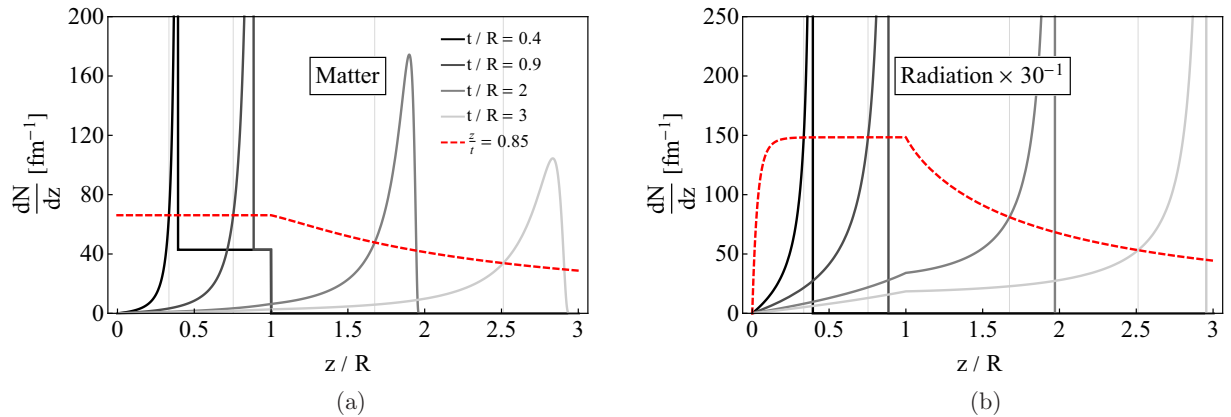 200
160
120
80
40
0
dN/dz [fm⁻¹]
Matter
t / R = 0.4
t / R = 0.9
t / R = 2
t / R = 3
z/t = 0.85
0 0.5 1 1.5 2 2.5 3
z / R
(a)
250
200
150
100
50
0
dN/dz [fm⁻¹]
Radiation × 30⁻¹
0 0.5 1 1.5 2 2.5 3
z / R
(b)